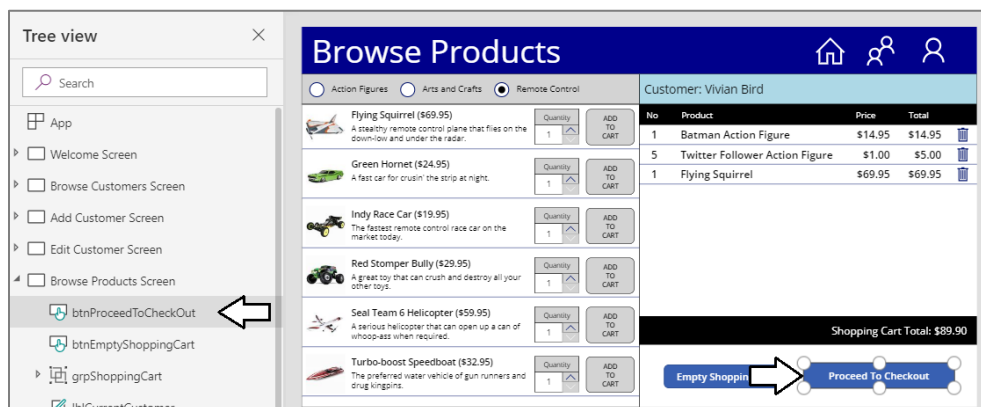 Tree view
Search
App
Welcome Screen
Browse Customers Screen
Add Customer Screen
Edit Customer Screen
Browse Products Screen
btnProceedToCheckOut
btnEmptyShoppingCart
grpShoppingCart
lblCurrentCustomer
Browse Products
Action Figures Arts and Crafts Remote Control
Flying Squirrel ($69.95)
A stealthy remote control plane that flies on the
down-low and under the radar.
Quantity
1
ADD
TO
CART
Green Hornet ($24.95)
A fast car for crusin' the strip at night.
Quantity
1
ADD
TO
CART
Indy Race Car ($19.95)
The fastest remote control race car on the
market today.
Quantity
1
ADD
TO
CART
Red Stomper Bully ($29.95)
A great toy that can crush and destroy all your
other toys.
Quantity
1
ADD
TO
CART
Seal Team 6 Helicopter ($59.95)
A serious helicopter that can open up a can of
whoop-ass when required.
Quantity
1
ADD
TO
CART
Turbo-boost Speedboat ($32.95)
The preferred water vehicle of gun runners and
drug kingpins.
Quantity
1
ADD
TO
CART
Customer: Vivian Bird
No Product Price Total
1 Batman Action Figure $14.95 $14.95
5 Twitter Follower Action Figure $1.00 $5.00
1 Flying Squirrel $69.95 $69.95
Shopping Cart Total: $89.90
Empty Shoppin
Proceed To Checkout